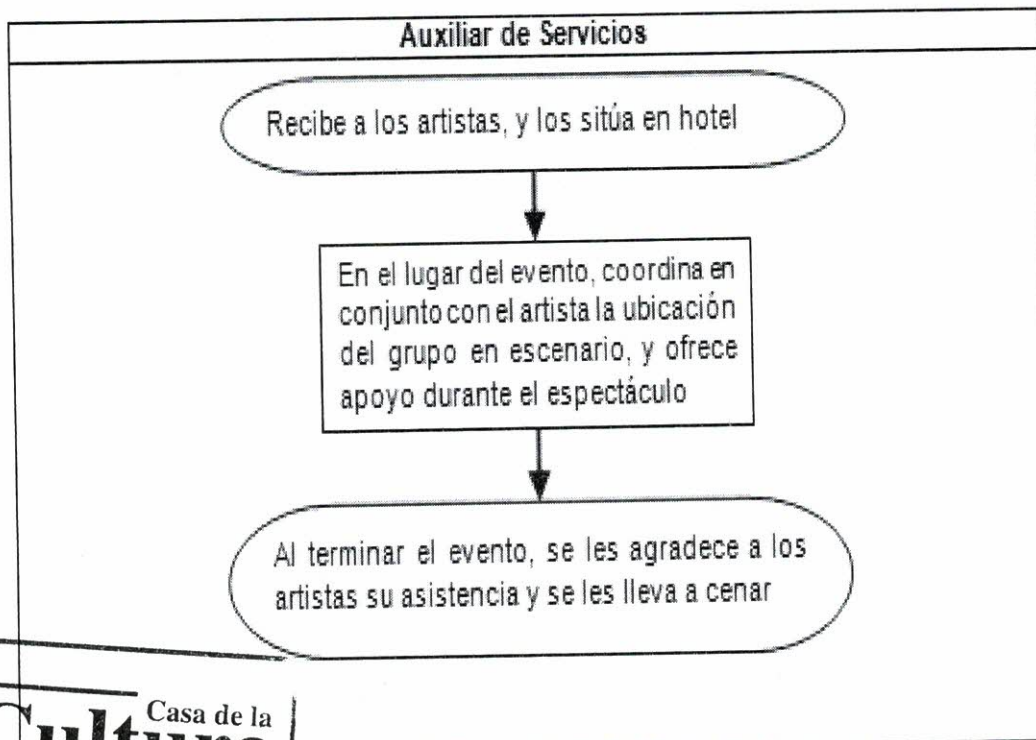 Auxiliar de Servicios
Recibe a los artistas, y los sitúa en hotel
En el lugar del evento, coordina en
conjunto con el artista la ubicación
del grupo en escenario, y ofrece
apoyo durante el espectáculo
Al terminar el evento, se les agradece a los
artistas su asistencia y se les lleva a cenar
Casa de la